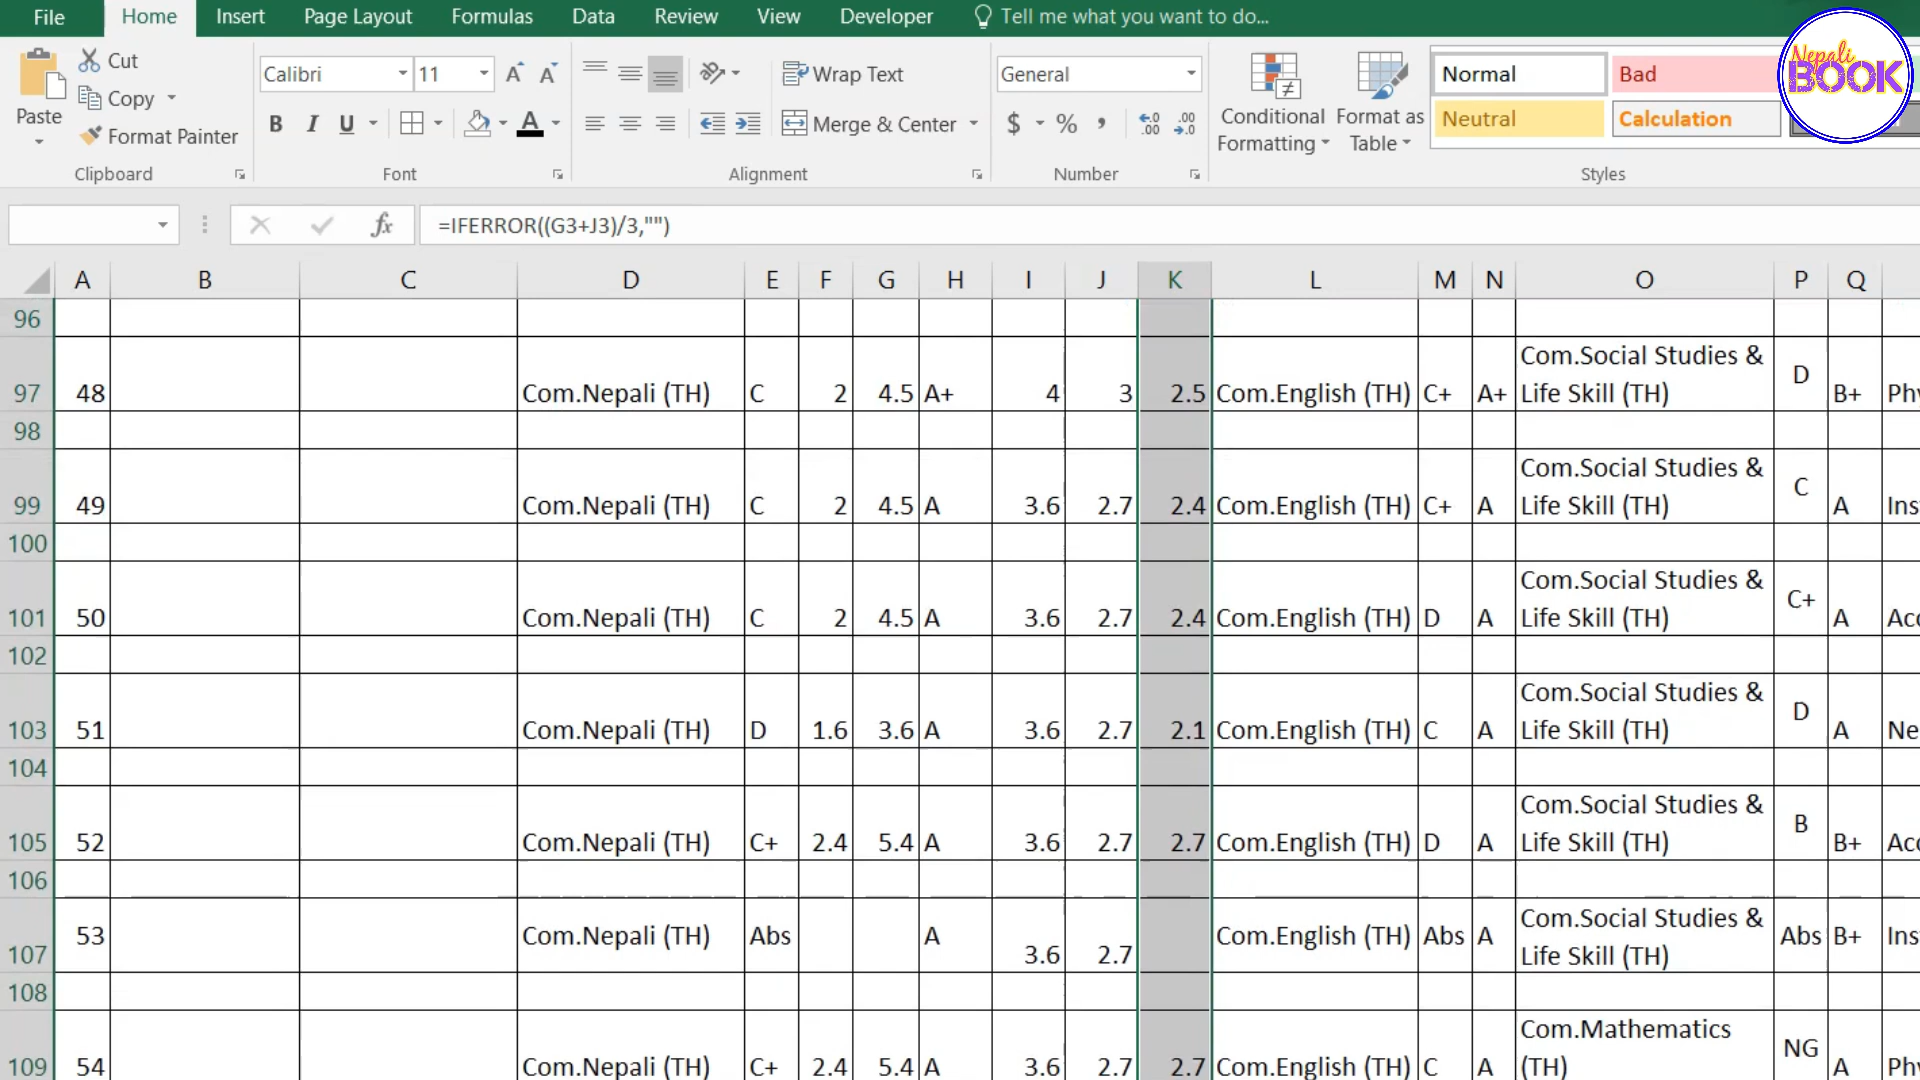 File Home Insert Page Layout Formulas Data Review View Developer Tell me what you want to do...
Nepali BOOK
Cut
Copy
Format Painter
Paste
Clipboard
Calibri 11
B I U A
Font
Wrap Text
Merge & Center
Alignment
General
$ % ,
Number
Conditional Formatting
Format as Table
Normal Bad
Neutral Calculation
Styles
fx =IFERROR((G3+J3)/3,"")
A B C D E F G H I J K L M N O P Q
96
97 48 Com.Nepali (TH) C 2 4.5 A+ 4 3 2.5 Com.English (TH) C+ A+ Com.Social Studies & Life Skill (TH) D B+
98
99 49 Com.Nepali (TH) C 2 4.5 A 3.6 2.7 2.4 Com.English (TH) C+ A Com.Social Studies & Life Skill (TH) C A
100
101 50 Com.Nepali (TH) C 2 4.5 A 3.6 2.7 2.4 Com.English (TH) D A Com.Social Studies & Life Skill (TH) C+ A
102
103 51 Com.Nepali (TH) D 1.6 3.6 A 3.6 2.7 2.1 Com.English (TH) C A Com.Social Studies & Life Skill (TH) D A
104
105 52 Com.Nepali (TH) C+ 2.4 5.4 A 3.6 2.7 2.7 Com.English (TH) D A Com.Social Studies & Life Skill (TH) B B+
106
107 53 Com.Nepali (TH) Abs A 3.6 2.7 Com.English (TH) Abs A Com.Social Studies & Life Skill (TH) Abs B+
108
109 54 Com.Nepali (TH) C+ 2.4 5.4 A 3.6 2.7 2.7 Com.English (TH) C A Com.Mathematics (TH) NG A